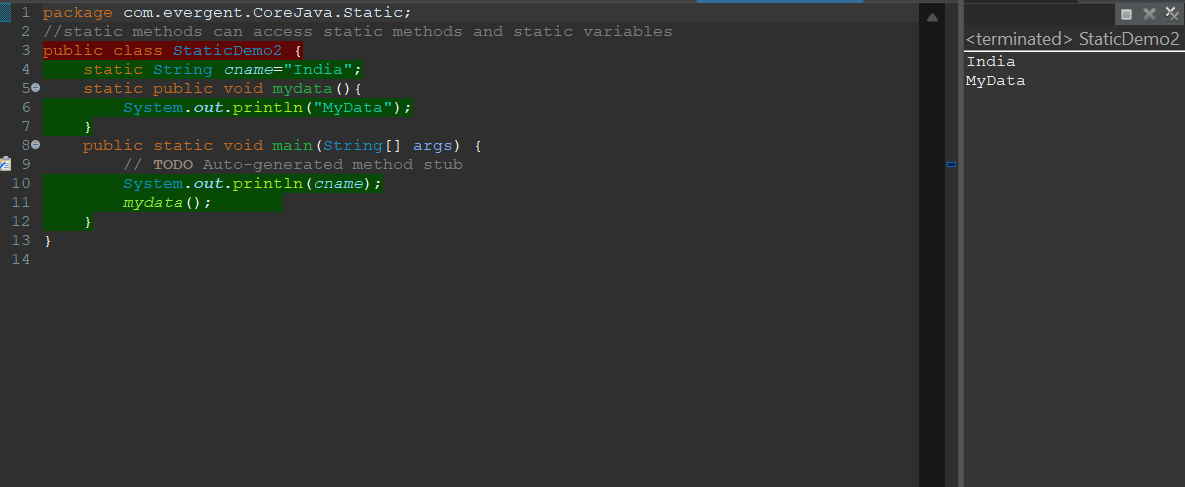 1 package com.evergent.CoreJava.Static;
2 //static methods can access static methods and static variables
3 public class StaticDemo2 {
4     static String cname="India";
5     static public void mydata(){
6         System.out.println("MyData");
7     }
8     public static void main(String[] args) {
9         // TODO Auto-generated method stub
10         System.out.println(cname);
11         mydata();
12     }
13 }
14
<terminated> StaticDemo2
India
MyData